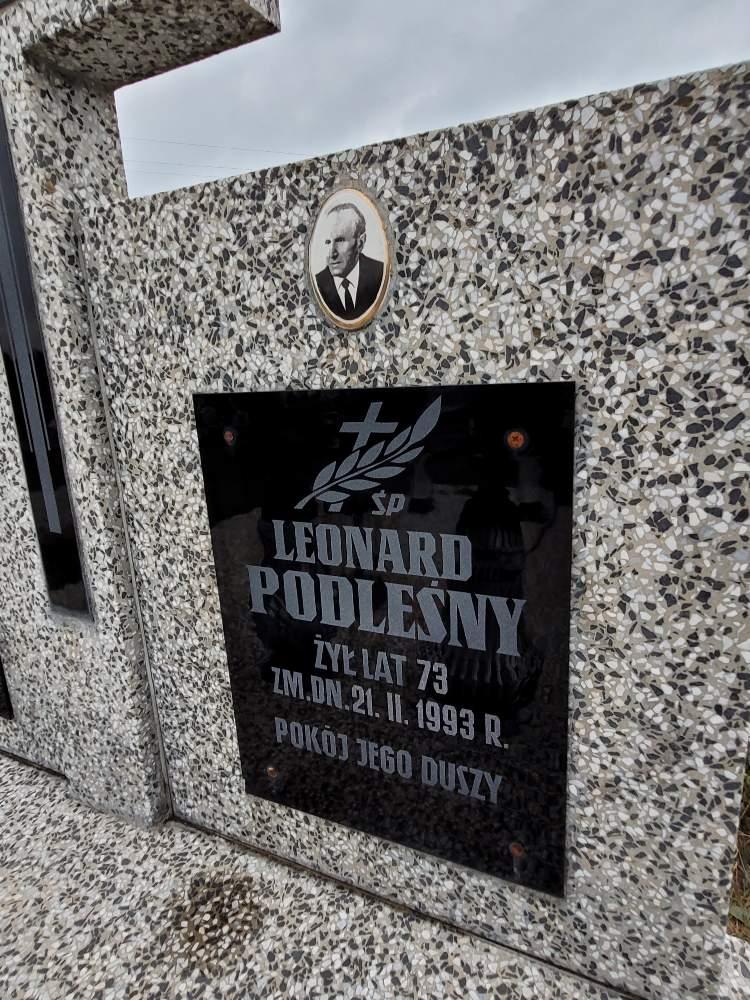 ŚP
LEONARD
PODLEŚNY
ŻYŁ LAT 73
ZM.DN.21.II.1993 R.
POKÓJ JEGO DUSZY